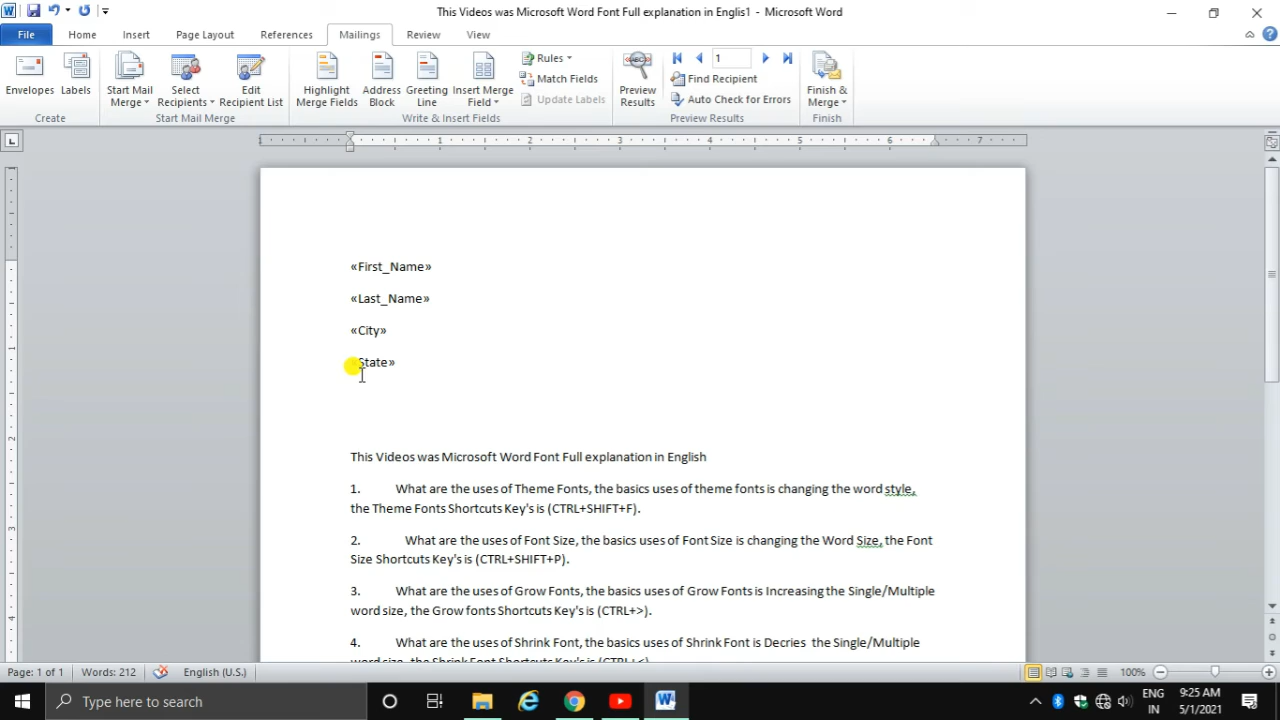 This Videos was Microsoft Word Font Full explanation in Englis1 - Microsoft Word
File Home Insert Page Layout References Mailings Review View
Envelopes Labels
Create
Start Mail Merge Select Recipients Edit Recipient List
Start Mail Merge
Highlight Merge Fields Address Block Greeting Line Insert Merge Field
Rules
Match Fields
Update Labels
Write & Insert Fields
Preview Results
1
Find Recipient
Auto Check for Errors
Preview Results
Finish & Merge
Finish
1 1 2 3 4 5 6 7
«First_Name»
«Last_Name»
«City»
«State»
This Videos was Microsoft Word Font Full explanation in English
1. What are the uses of Theme Fonts, the basics uses of theme fonts is changing the word style,
the Theme Fonts Shortcuts Key's is (CTRL+SHIFT+F).
2. What are the uses of Font Size, the basics uses of Font Size is changing the Word Size, the Font
Size Shortcuts Key's is (CTRL+SHIFT+P).
3. What are the uses of Grow Fonts, the basics uses of Grow Fonts is Increasing the Single/Multiple
word size, the Grow fonts Shortcuts Key's is (CTRL+>).
4. What are the uses of Shrink Font, the basics uses of Shrink Font is Decries the Single/Multiple
word size, the Shrink Font Shortcuts Key's is (CTRL+<).
Page: 1 of 1 Words: 212 English (U.S.) 100%
Type here to search
ENG
IN
9:25 AM
5/1/2021